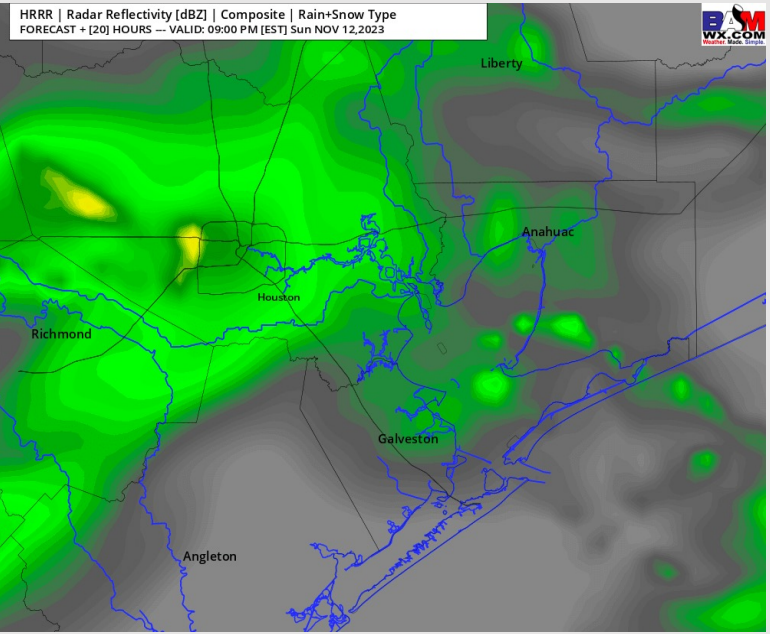 HRRR | Radar Reflectivity [dBZ] | Composite | Rain+Snow Type
FORECAST + [20] HOURS --- VALID: 09:00 PM [EST] Sun NOV 12,2023
BAM
WX.COM
Weather. Made. Simple.
Liberty
Anahuac
Houston
Richmond
Galveston
Angleton